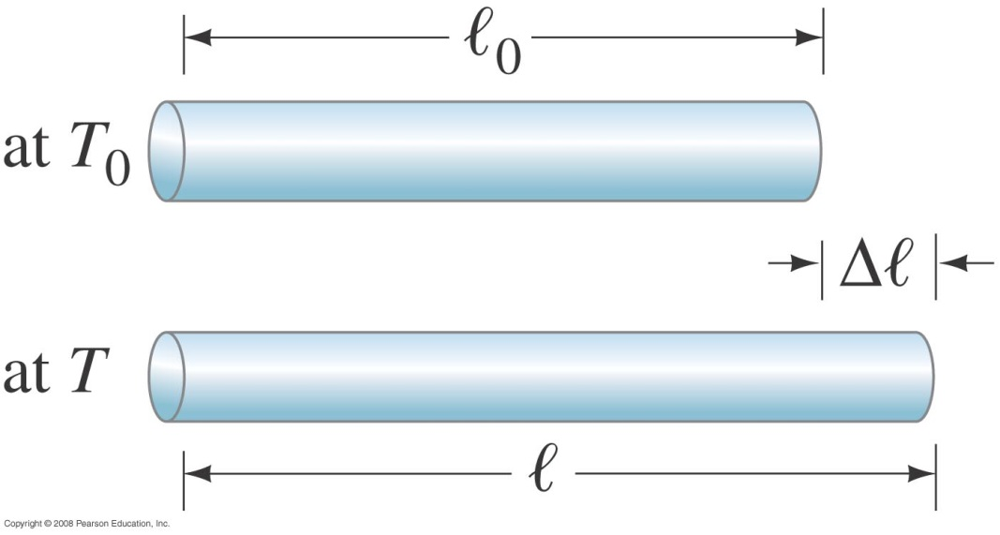 ℓ₀
at T₀
Δℓ
at T
ℓ
Copyright © 2008 Pearson Education, Inc.